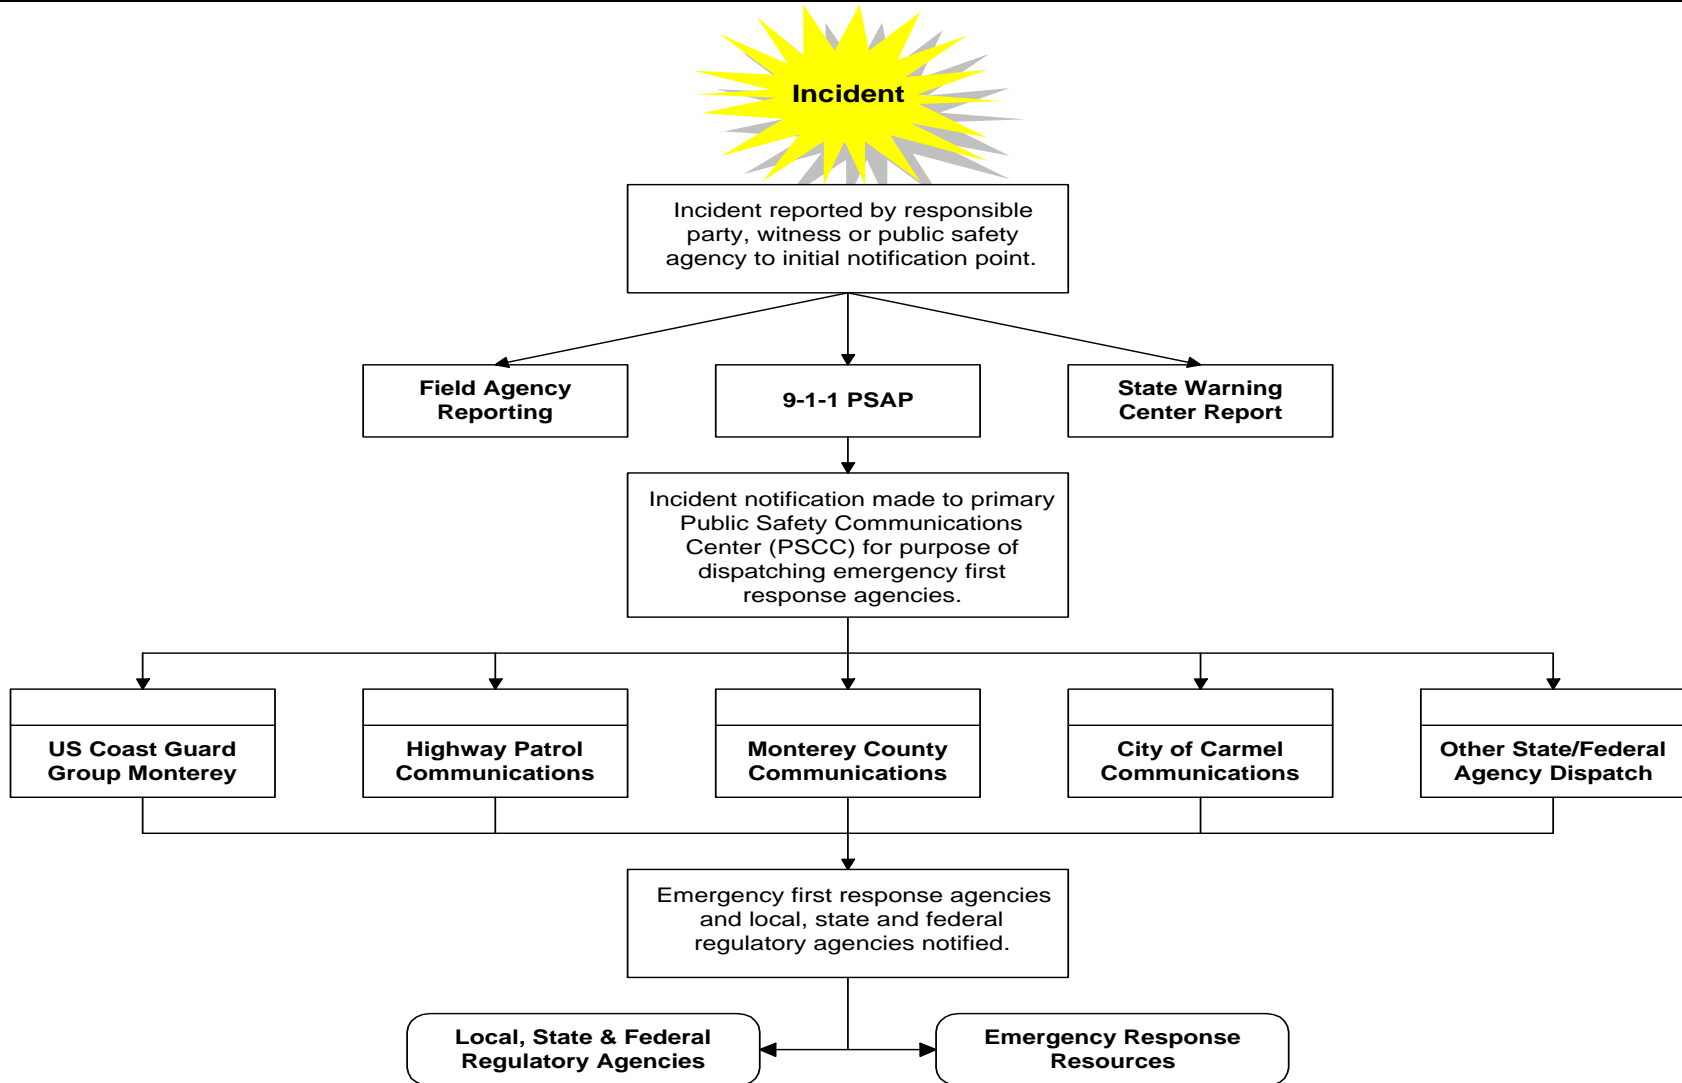 Incident
Incident reported by responsible
party, witness or public safety
agency to initial notification point.
Field Agency
Reporting
9-1-1 PSAP
State Warning
Center Report
Incident notification made to primary
Public Safety Communications
Center (PSCC) for purpose of
dispatching emergency first
response agencies.
US Coast Guard
Group Monterey
Highway Patrol
Communications
Monterey County
Communications
City of Carmel
Communications
Other State/Federal
Agency Dispatch
Emergency first response agencies
and local, state and federal
regulatory agencies notified.
Local, State & Federal
Regulatory Agencies
Emergency Response
Resources